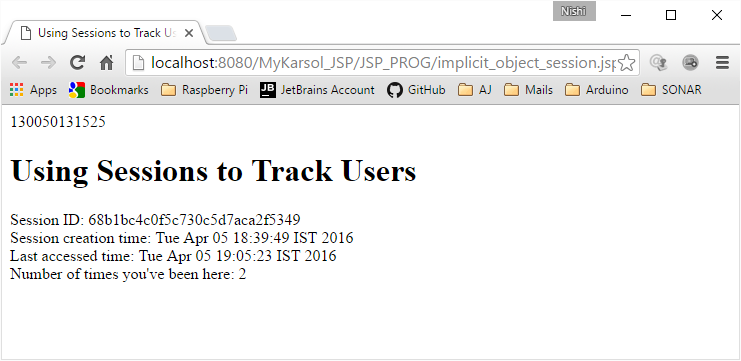 Nishi
Using Sessions to Track Us
localhost:8080/MyKarsol_JSP/JSP_PROG/implicit_object_session.jsp
Apps Bookmarks Raspberry Pi JB JetBrains Account GitHub AJ Mails Arduino SONAR
130050131525
Using Sessions to Track Users
Session ID: 68b1bc4c0f5c730c5d7aca2f5349
Session creation time: Tue Apr 05 18:39:49 IST 2016
Last accessed time: Tue Apr 05 19:05:23 IST 2016
Number of times you've been here: 2